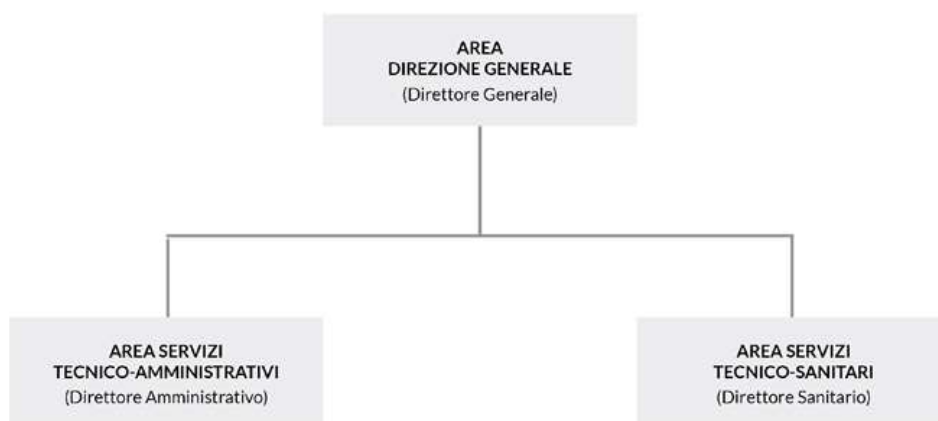 AREA
DIREZIONE GENERALE
(Direttore Generale)
AREA SERVIZI
TECNICO-AMMINISTRATIVI
(Direttore Amministrativo)
AREA SERVIZI
TECNICO-SANITARI
(Direttore Sanitario)